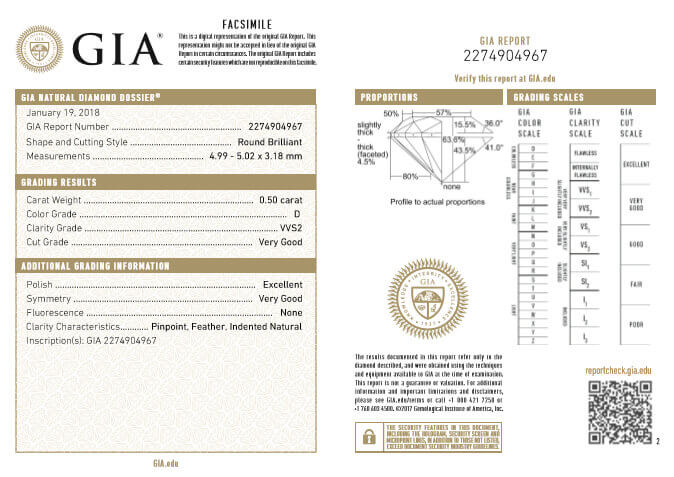 GIA®
FACSIMILE
This is a digital representation of the original GIA Report. This
representation might not be accepted in lieu of the original GIA
Report in certain circumstances. The original GIA Report includes
certain security features which are not reproducible on this facsimile.
GIA REPORT
2274904967
Verify this report at GIA.edu
GIA NATURAL DIAMOND DOSSIER®
January 19, 2018
GIA Report Number 2274904967
Shape and Cutting Style Round Brilliant
Measurements 4.99 - 5.02 x 3.18 mm
GRADING RESULTS
Carat Weight 0.50 carat
Color Grade D
Clarity Grade VVS2
Cut Grade Very Good
ADDITIONAL GRADING INFORMATION
Polish Excellent
Symmetry Very Good
Fluorescence None
Clarity Characteristics Pinpoint, Feather, Indented Natural
Inscription(s): GIA 2274904967
GIA.edu
PROPORTIONS
50%
57%
slightly
thick
-
thick
(faceted)
4.5%
15.5%
36.0°
63.6%
43.5%
41.0°
80%
none
Profile to actual proportions
GIA
INTEGRITY
EXCELLENCE
KNOWLEDGE
1931
The results documented in this report refer only to the
diamond described, and were obtained using the techniques
and equipment available to GIA at the time of examination.
This report is not a guarantee or valuation. For additional
information and important limitations and disclaimers,
please see GIA.edu/terms or call +1 800 421 7250 or
+1 760 603 4500. ©2017 Gemological Institute of America, Inc.
THE SECURITY FEATURES IN THIS DOCUMENT,
INCLUDING THE HOLOGRAM, SECURITY SCREEN AND
MICROPRINT LINES, IN ADDITION TO THOSE NOT LISTED,
EXCEED DOCUMENT SECURITY INDUSTRY GUIDELINES.
GRADING SCALES
GIA
COLOR
SCALE
D
E
F
G
H
I
J
K
L
M
N
O
P
Q
R
S
T
U
V
W
X
Y
Z
COLORLESS
NEAR COLORLESS
FAINT
VERY LIGHT
LIGHT
GIA
CLARITY
SCALE
FLAWLESS
INTERNALLY
FLAWLESS
VVS1
VVS2
VS1
VS2
SI1
SI2
I1
I2
I3
VERY VERY
SLIGHTLY INCLUDED
VERY SLIGHTLY
INCLUDED
SLIGHTLY
INCLUDED
INCLUDED
GIA
CUT
SCALE
EXCELLENT
VERY
GOOD
GOOD
FAIR
POOR
reportcheck.gia.edu
2